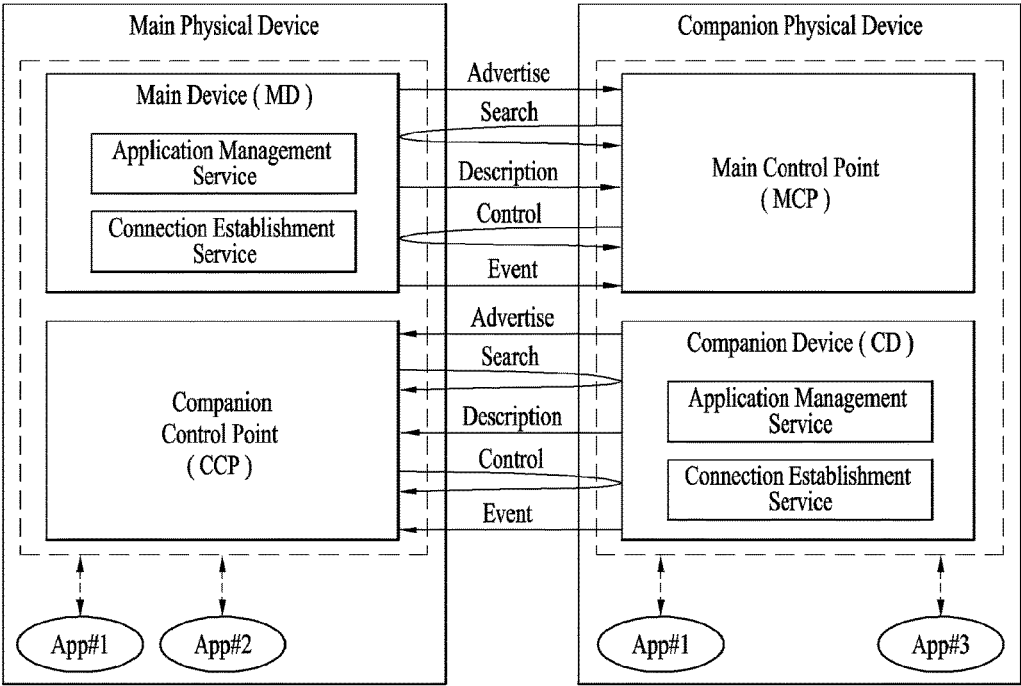 Main Physical Device
Main Device ( MD )
Application Management
Service
Connection Establishment
Service
Companion
Control Point
( CCP )
App#1
App#2
Advertise
Search
Description
Control
Event
Advertise
Search
Description
Control
Event
Companion Physical Device
Main Control Point
( MCP )
Companion Device ( CD )
Application Management
Service
Connection Establishment
Service
App#1
App#3